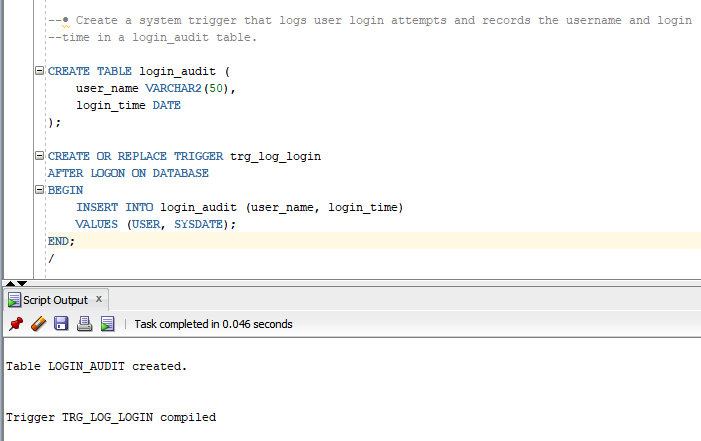 --● Create a system trigger that logs user login attempts and records the username and login
--time in a login_audit table.
CREATE TABLE login_audit (
user_name VARCHAR2(50),
login_time DATE
);
CREATE OR REPLACE TRIGGER trg_log_login
AFTER LOGON ON DATABASE
BEGIN
INSERT INTO login_audit (user_name, login_time)
VALUES (USER, SYSDATE);
END;
/
Script Output x
Task completed in 0.046 seconds
Table LOGIN_AUDIT created.
Trigger TRG_LOG_LOGIN compiled